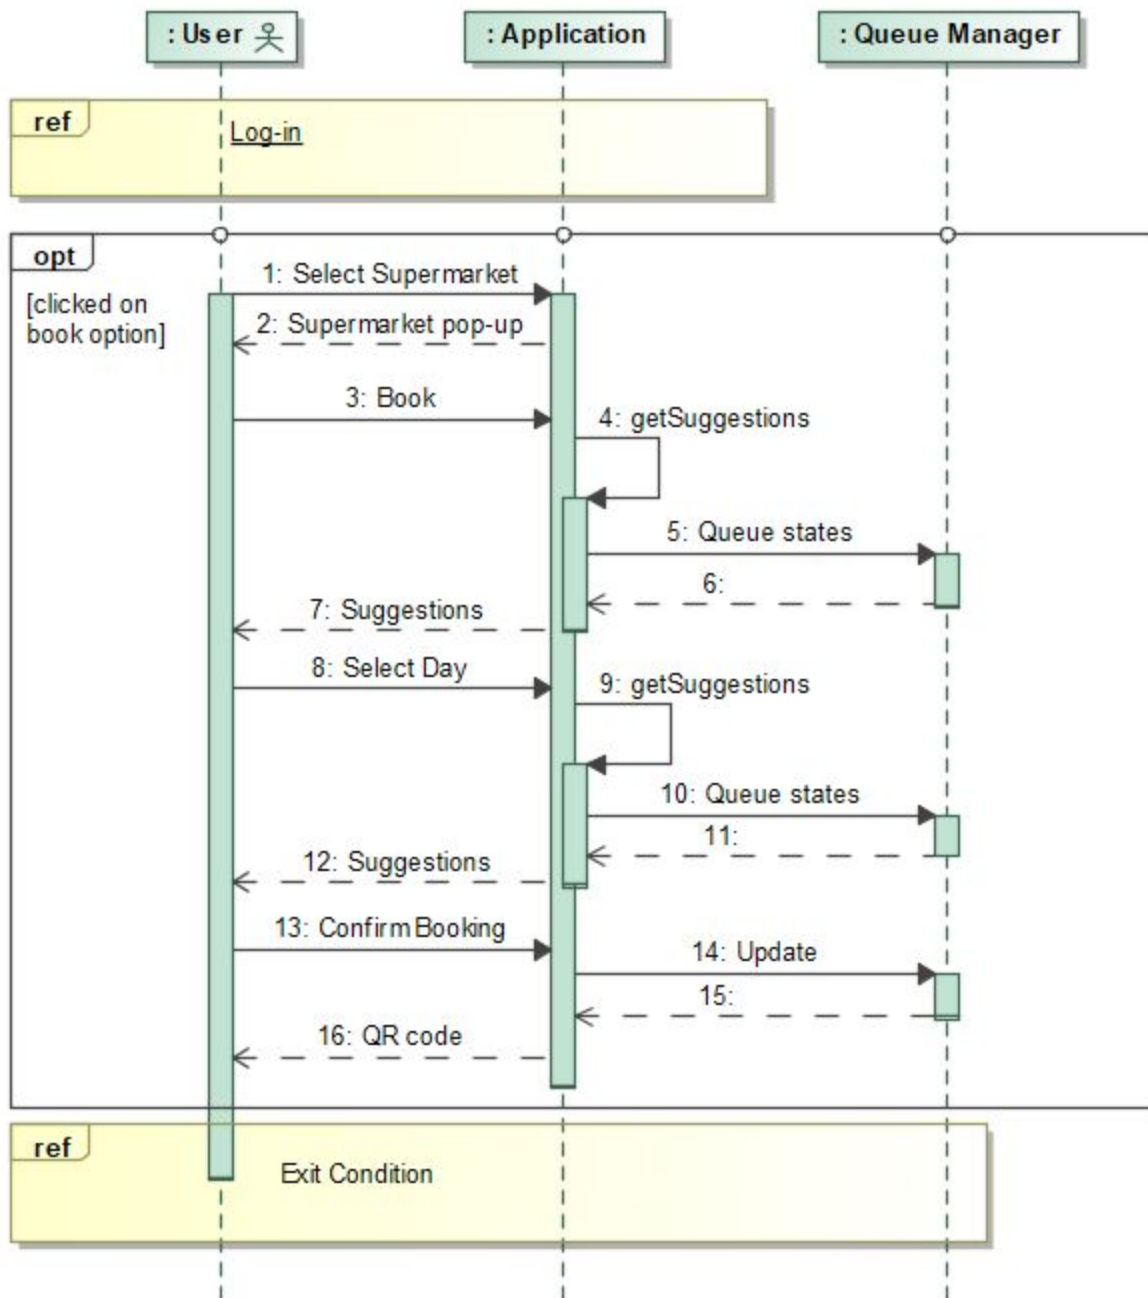 : User
: Application
: Queue Manager
ref
Log-in
opt
[clicked on
book option]
1: Select Supermarket
2: Supermarket pop-up
3: Book
4: getSuggestions
5: Queue states
6:
7: Suggestions
8: Select Day
9: getSuggestions
10: Queue states
11:
12: Suggestions
13: Confirm Booking
14: Update
15:
16: QR code
ref
Exit Condition